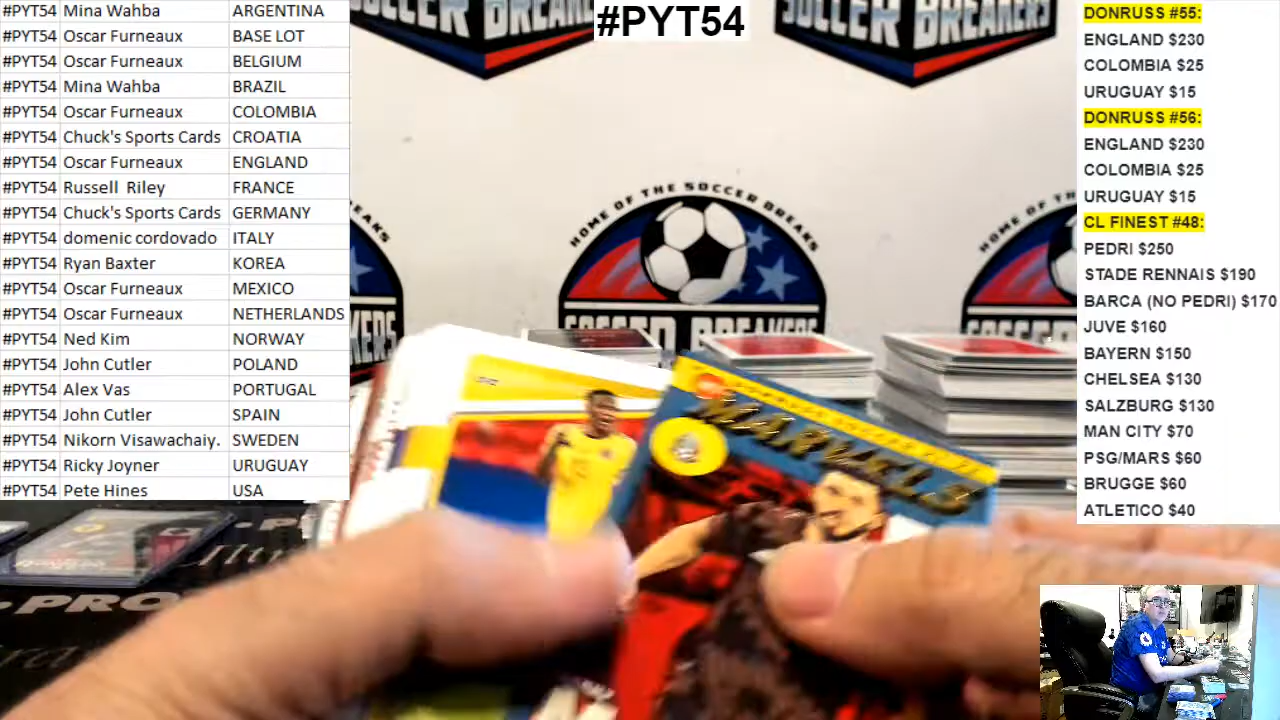 #PYT54 Mina Wahba ARGENTINA
#PYT54 Oscar Furneaux BASE LOT
#PYT54 Oscar Furneaux BELGIUM
#PYT54 Mina Wahba BRAZIL
#PYT54 Oscar Furneaux COLOMBIA
#PYT54 Chuck's Sports Cards CROATIA
#PYT54 Oscar Furneaux ENGLAND
#PYT54 Russell Riley FRANCE
#PYT54 Chuck's Sports Cards GERMANY
#PYT54 domenic cordovado ITALY
#PYT54 Ryan Baxter KOREA
#PYT54 Oscar Furneaux MEXICO
#PYT54 Oscar Furneaux NETHERLANDS
#PYT54 Ned Kim NORWAY
#PYT54 John Cutler POLAND
#PYT54 Alex Vas PORTUGAL
#PYT54 John Cutler SPAIN
#PYT54 Nikorn Visawachaiy. SWEDEN
#PYT54 Ricky Joyner URUGUAY
#PYT54 Pete Hines USA
#PYT54
SOCCER BREAKERS
HOME OF THE SOCCER BREAKS
SOCCER BREAKERS
MARVELS
DONRUSS #55:
ENGLAND $230
COLOMBIA $25
URUGUAY $15
DONRUSS #56:
ENGLAND $230
COLOMBIA $25
URUGUAY $15
CL FINEST #48:
PEDRI $250
STADE RENNAIS $190
BARCA (NO PEDRI) $170
JUVE $160
BAYERN $150
CHELSEA $130
SALZBURG $130
MAN CITY $70
PSG/MARS $60
BRUGGE $60
ATLETICO $40